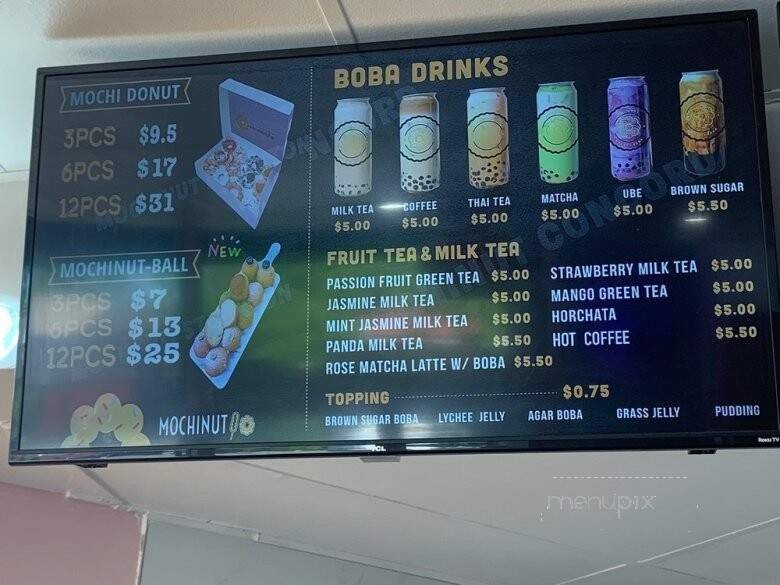 MOCHI DONUT
3PCS $9.5
6PCS $17
12PCS $31
NEW
MOCHINUT-BALL
3PCS $7
6PCS $13
12PCS $25
MOCHINUT
BOBA DRINKS
MILK TEA COFFEE THAI TEA MATCHA UBE BROWN SUGAR
$5.00 $5.00 $5.00 $5.00 $5.00 $5.50
FRUIT TEA & MILK TEA
PASSION FRUIT GREEN TEA $5.00
JASMINE MILK TEA $5.00
MINT JASMINE MILK TEA $5.00
PANDA MILK TEA $5.50
ROSE MATCHA LATTE W/ BOBA $5.50
STRAWBERRY MILK TEA $5.00
MANGO GREEN TEA $5.00
HORCHATA $5.00
HOT COFFEE $5.50
TOPPING $0.75
BROWN SUGAR BOBA LYCHEE JELLY AGAR BOBA GRASS JELLY PUDDING
TCL
Roku TV
menupix